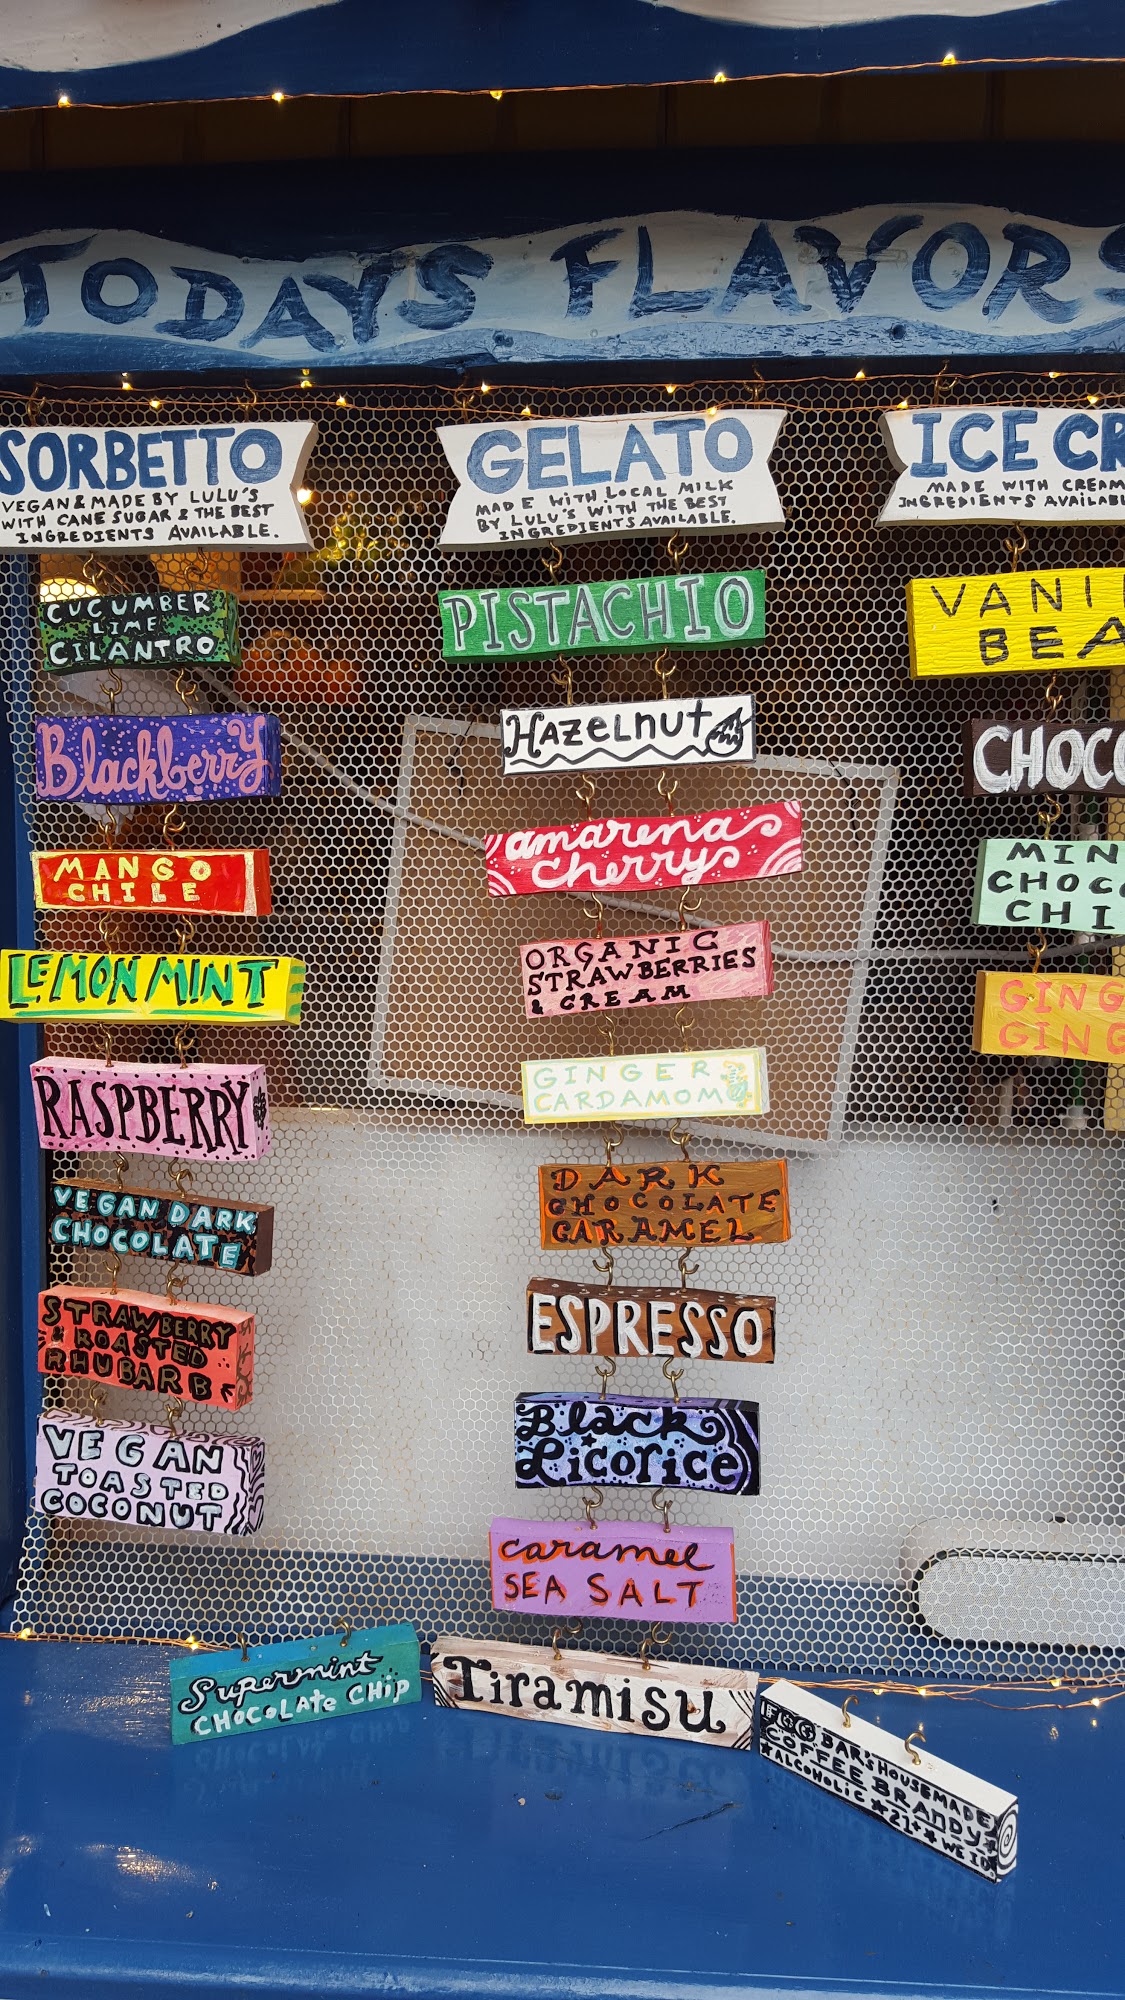 TODAYS FLAVORS
SORBETTO
VEGAN & MADE BY LULU'S
WITH CANE SUGAR & THE BEST
INGREDIENTS AVAILABLE.
CUCUMBER
LIME
CILANTRO
Blackberry
MANGO
CHILE
LEMON MINT
RASPBERRY
VEGAN DARK
CHOCOLATE
STRAWBERRY
& ROASTED
RHUBARB
VEGAN
TOASTED
COCONUT
GELATO
MADE WITH LOCAL MILK
BY LULU'S WITH THE BEST
INGREDIENTS AVAILABLE.
PISTACHIO
HAZELNUT
amarena
cherry
ORGANIC
STRAWBERRIES
& CREAM
GINGER
CARDAMOM
DARK
CHOCOLATE
CARAMEL
ESPRESSO
Black
Licorice
caramel
SEA SALT
ICE CR
MADE WITH CREAM
INGREDIENTS AVAILAB
VANI
BEA
CHOC
MIN
CHOC
CHI
GING
GING
Supermint
CHOCOLATE CHIP
Tiramisu
BAR'S HOUSEMADE
COFFEE BRANDY
*ALCOHOLIC *21+* WE ID